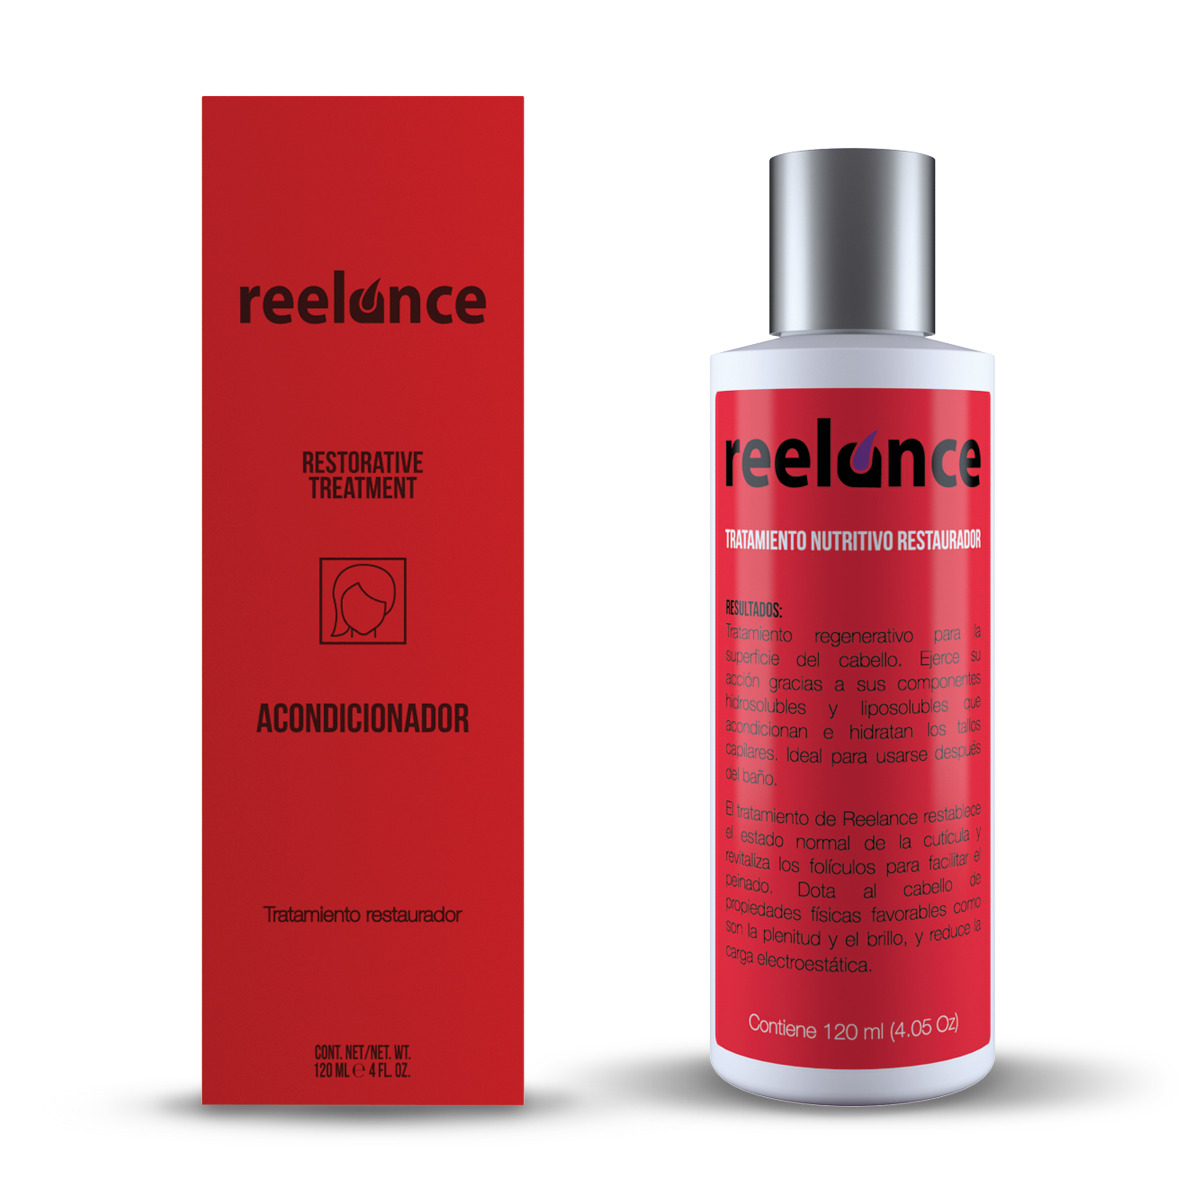 reelance
RESTORATIVE
TREATMENT
ACONDICIONADOR
Tratamiento restaurador
CONT. NET/NET. WT.
120 ML ℮ 4 FL. OZ.
reelance
TRATAMIENTO NUTRITIVO RESTAURADOR
RESULTADOS:
Tratamiento regenerativo para la
superficie del cabello. Ejerce su
acción gracias a sus componentes
hidrosolubles y liposolubles que
acondicionan e hidratan los tallos
capilares. Ideal para usarse después
del baño.
El tratamiento de Reelance restablece
el estado normal de la cutícula y
revitaliza los folículos para facilitar el
peinado. Dota al cabello de
propiedades físicas favorables como
son la plenitud y el brillo, y reduce la
carga electroestática.
Contiene 120 ml (4.05 Oz)